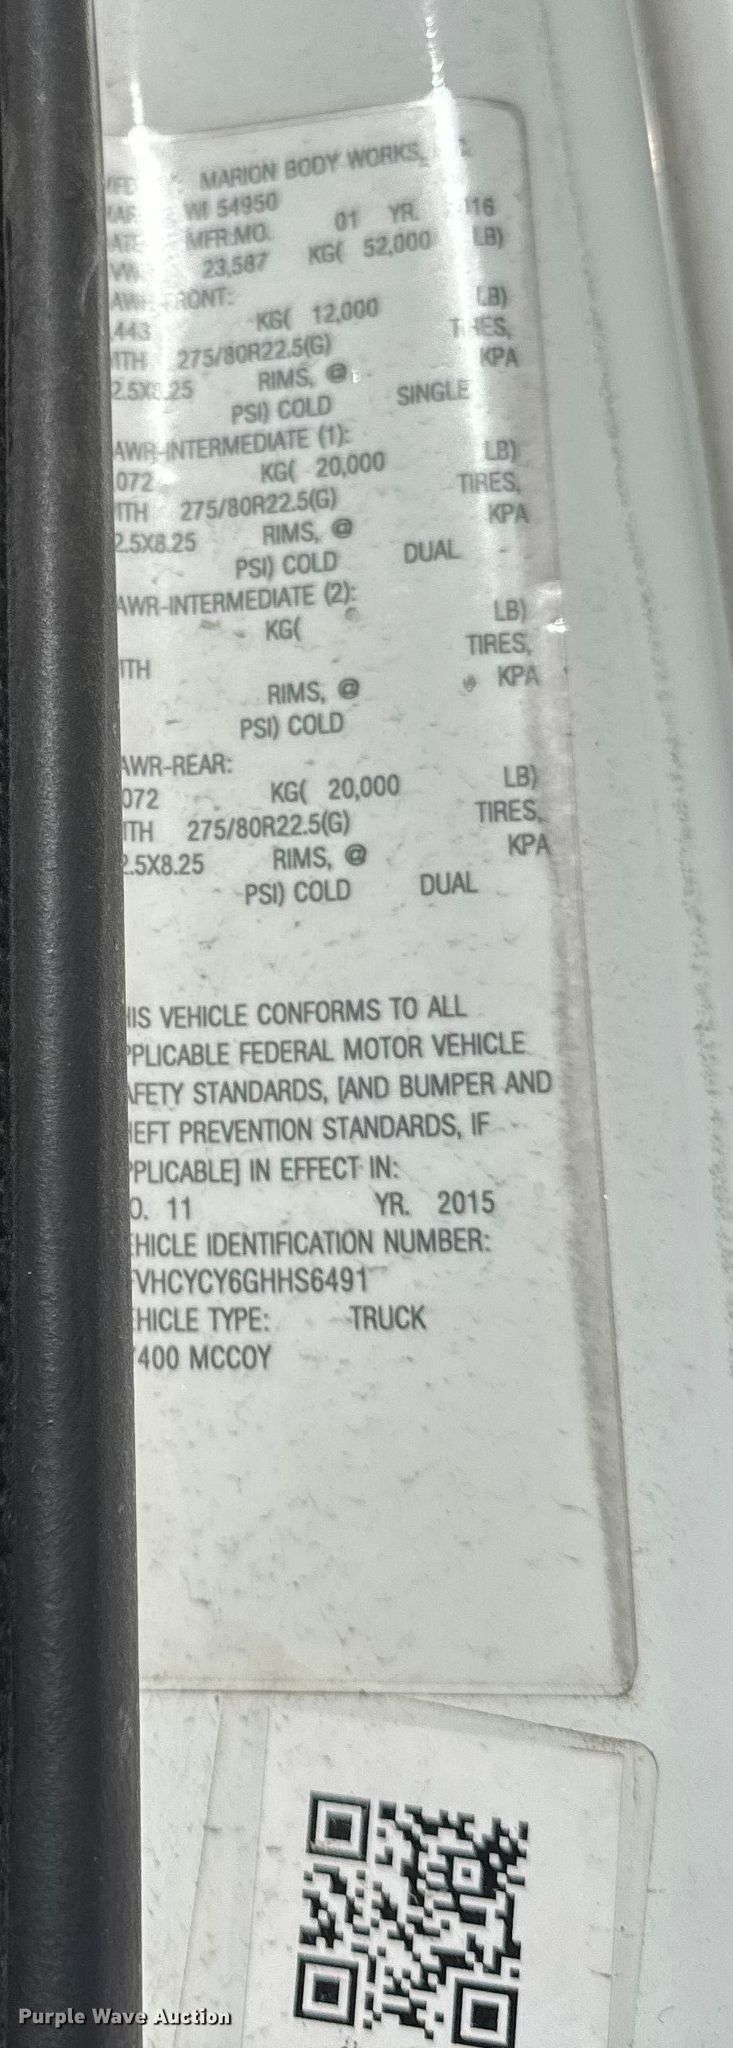 MARION BODY WORKS,
WI 54950
MFR:MO. 01 YR.
23,587 KG( 52,000 LB)
FRONT:
443 KG( 12,000 LB)
275/80R22.5(G) TIRES,
RIMS, @ KPA
PSI) COLD SINGLE
AWR-INTERMEDIATE (1):
072 KG( 20,000 LB)
ITH 275/80R22.5(G) TIRES,
2.5X8.25 RIMS, @ KPA
PSI) COLD DUAL
AWR-INTERMEDIATE (2):
KG( LB)
ITH TIRES,
RIMS, @ KPA
PSI) COLD
AWR-REAR:
072 KG( 20,000 LB)
ITH 275/80R22.5(G) TIRES,
2.5X8.25 RIMS, @ KPA
PSI) COLD DUAL
HIS VEHICLE CONFORMS TO ALL
PPLICABLE FEDERAL MOTOR VEHICLE
AFETY STANDARDS, [AND BUMPER AND
HEFT PREVENTION STANDARDS, IF
PPLICABLE] IN EFFECT IN:
O. 11 YR. 2015
EHICLE IDENTIFICATION NUMBER:
VHCYCY6GHHS6491
EHICLE TYPE: TRUCK
400 MCCOY
Purple Wave Auction